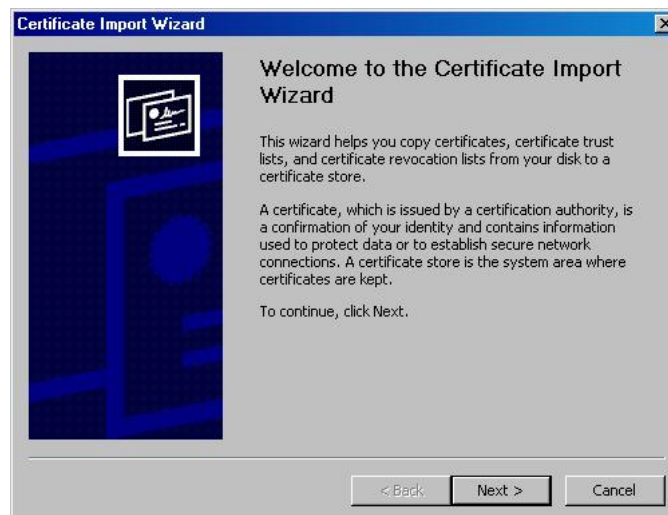 Certificate Import Wizard
Welcome to the Certificate Import
Wizard
This wizard helps you copy certificates, certificate trust
lists, and certificate revocation lists from your disk to a
certificate store.
A certificate, which is issued by a certification authority, is
a confirmation of your identity and contains information
used to protect data or to establish secure network
connections. A certificate store is the system area where
certificates are kept.
To continue, click Next.
< Back
Next >
Cancel